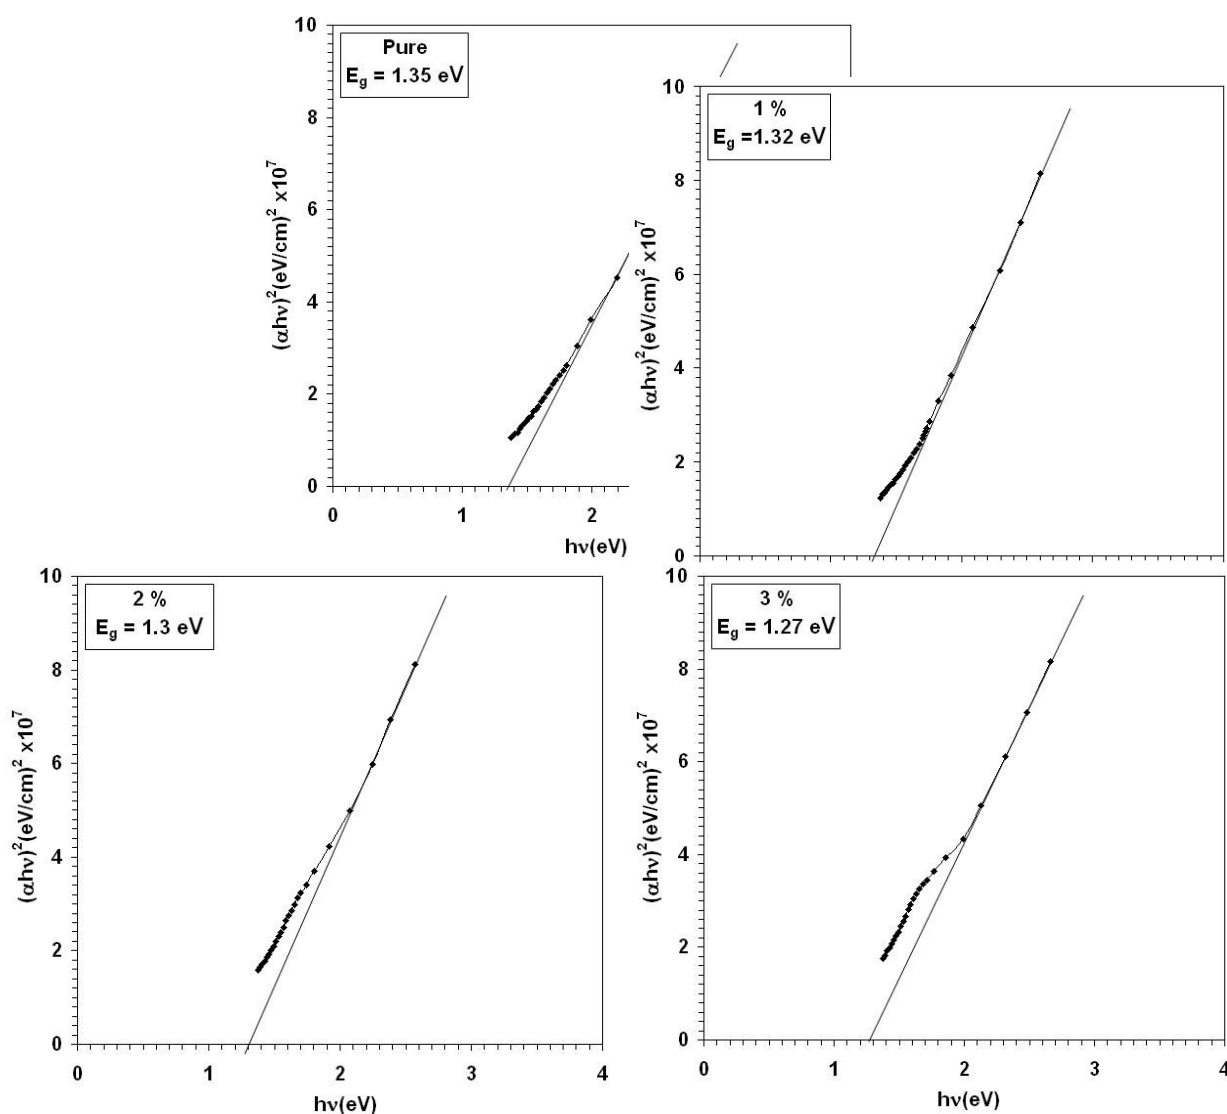 10
8
6
4
2
0
(αhν)²(eV/cm)² x10⁷
Pure
E_g = 1.35 eV
0 1 2
hν(eV)
10
8
6
4
2
0
(αhν)²(eV/cm)² x10⁷
1 %
E_g =1.32 eV
10
8
6
4
2
0
(αhν)²(eV/cm)² x10⁷
2 %
E_g = 1.3 eV
0 1 2 3 4
hν(eV)
10
8
6
4
2
0
(αhν)²(eV/cm)² x10⁷
3 %
E_g = 1.27 eV
0 1 2 3 4
hν(eV)